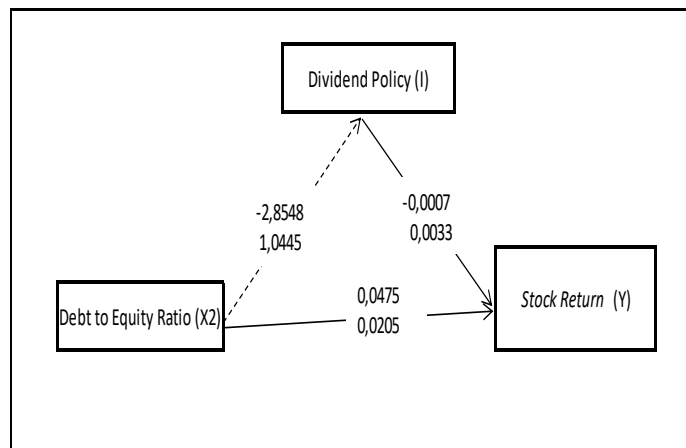 Dividend Policy (I)
-2,8548
1,0445
-0,0007
0,0033
Debt to Equity Ratio (X2)
0,0475
0,0205
Stock Return (Y)